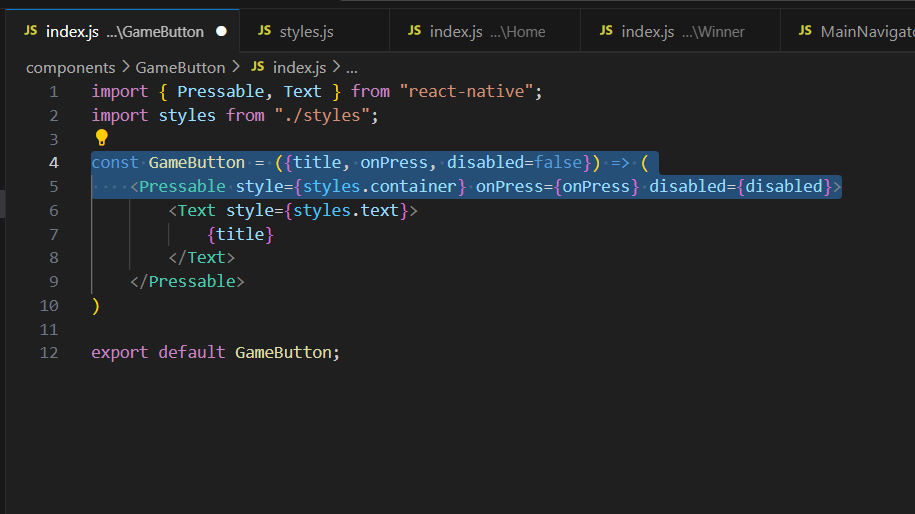 JS index.js ...\GameButton JS styles.js JS index.js ...\Home JS index.js ...\Winner JS MainNavigato
components > GameButton > JS index.js > ...
1 import { Pressable, Text } from "react-native";
2 import styles from "./styles";
3
4 const GameButton = ({title, onPress, disabled=false}) => (
5 <Pressable style={styles.container} onPress={onPress} disabled={disabled}>
6 <Text style={styles.text}>
7 {title}
8 </Text>
9 </Pressable>
10 )
11
12 export default GameButton;